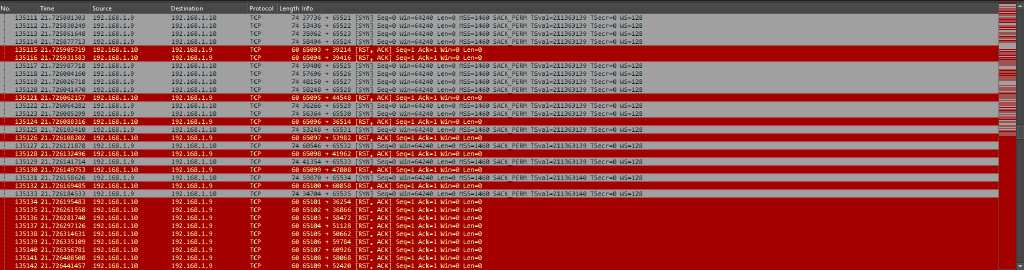 No. Time Source Destination Protocol Length Info
135111 21.725801303 192.168.1.9 192.168.1.10 TCP 74 37736 → 65521 [SYN] Seq=0 Win=64240 Len=0 MSS=1460 SACK_PERM TSval=211363139 TSecr=0 WS=128
135112 21.725830249 192.168.1.9 192.168.1.10 TCP 74 53436 → 65522 [SYN] Seq=0 Win=64240 Len=0 MSS=1460 SACK_PERM TSval=211363139 TSecr=0 WS=128
135113 21.725861648 192.168.1.9 192.168.1.10 TCP 74 35962 → 65523 [SYN] Seq=0 Win=64240 Len=0 MSS=1460 SACK_PERM TSval=211363139 TSecr=0 WS=128
135114 21.725877713 192.168.1.9 192.168.1.10 TCP 74 58494 → 65524 [SYN] Seq=0 Win=64240 Len=0 MSS=1460 SACK_PERM TSval=211363139 TSecr=0 WS=128
135115 21.725905719 192.168.1.10 192.168.1.9 TCP 60 65093 → 39214 [RST, ACK] Seq=1 Ack=1 Win=0 Len=0
135116 21.725931583 192.168.1.10 192.168.1.9 TCP 60 65094 → 39416 [RST, ACK] Seq=1 Ack=1 Win=0 Len=0
135117 21.725987718 192.168.1.9 192.168.1.10 TCP 74 59408 → 65525 [SYN] Seq=0 Win=64240 Len=0 MSS=1460 SACK_PERM TSval=211363139 TSecr=0 WS=128
135118 21.726004160 192.168.1.9 192.168.1.10 TCP 74 57696 → 65526 [SYN] Seq=0 Win=64240 Len=0 MSS=1460 SACK_PERM TSval=211363139 TSecr=0 WS=128
135119 21.726026718 192.168.1.9 192.168.1.10 TCP 74 48150 → 65527 [SYN] Seq=0 Win=64240 Len=0 MSS=1460 SACK_PERM TSval=211363139 TSecr=0 WS=128
135120 21.726041470 192.168.1.9 192.168.1.10 TCP 74 58248 → 65528 [SYN] Seq=0 Win=64240 Len=0 MSS=1460 SACK_PERM TSval=211363139 TSecr=0 WS=128
135121 21.726062157 192.168.1.10 192.168.1.9 TCP 60 65095 → 44548 [RST, ACK] Seq=1 Ack=1 Win=0 Len=0
135122 21.726064282 192.168.1.9 192.168.1.10 TCP 74 36266 → 65529 [SYN] Seq=0 Win=64240 Len=0 MSS=1460 SACK_PERM TSval=211363139 TSecr=0 WS=128
135123 21.726085299 192.168.1.9 192.168.1.10 TCP 74 56364 → 65530 [SYN] Seq=0 Win=64240 Len=0 MSS=1460 SACK_PERM TSval=211363139 TSecr=0 WS=128
135124 21.726088316 192.168.1.10 192.168.1.9 TCP 60 65096 → 36514 [RST, ACK] Seq=1 Ack=1 Win=0 Len=0
135125 21.726103410 192.168.1.9 192.168.1.10 TCP 74 53248 → 65531 [SYN] Seq=0 Win=64240 Len=0 MSS=1460 SACK_PERM TSval=211363139 TSecr=0 WS=128
135126 21.726108202 192.168.1.10 192.168.1.9 TCP 60 65097 → 53982 [RST, ACK] Seq=1 Ack=1 Win=0 Len=0
135127 21.726121878 192.168.1.9 192.168.1.10 TCP 74 60546 → 65532 [SYN] Seq=0 Win=64240 Len=0 MSS=1460 SACK_PERM TSval=211363139 TSecr=0 WS=128
135128 21.726132496 192.168.1.10 192.168.1.9 TCP 60 65098 → 41962 [RST, ACK] Seq=1 Ack=1 Win=0 Len=0
135129 21.726141714 192.168.1.9 192.168.1.10 TCP 74 41354 → 65533 [SYN] Seq=0 Win=64240 Len=0 MSS=1460 SACK_PERM TSval=211363139 TSecr=0 WS=128
135130 21.726149753 192.168.1.10 192.168.1.9 TCP 60 65099 → 47808 [RST, ACK] Seq=1 Ack=1 Win=0 Len=0
135131 21.726158626 192.168.1.9 192.168.1.10 TCP 74 59870 → 65534 [SYN] Seq=0 Win=64240 Len=0 MSS=1460 SACK_PERM TSval=211363140 TSecr=0 WS=128
135132 21.726169485 192.168.1.10 192.168.1.9 TCP 60 65100 → 60858 [RST, ACK] Seq=1 Ack=1 Win=0 Len=0
135133 21.726184533 192.168.1.9 192.168.1.10 TCP 74 34704 → 65535 [SYN] Seq=0 Win=64240 Len=0 MSS=1460 SACK_PERM TSval=211363140 TSecr=0 WS=128
135134 21.726195483 192.168.1.10 192.168.1.9 TCP 60 65101 → 36254 [RST, ACK] Seq=1 Ack=1 Win=0 Len=0
135135 21.726261558 192.168.1.10 192.168.1.9 TCP 60 65102 → 36866 [RST, ACK] Seq=1 Ack=1 Win=0 Len=0
135136 21.726281740 192.168.1.10 192.168.1.9 TCP 60 65103 → 58472 [RST, ACK] Seq=1 Ack=1 Win=0 Len=0
135137 21.726297126 192.168.1.10 192.168.1.9 TCP 60 65104 → 51128 [RST, ACK] Seq=1 Ack=1 Win=0 Len=0
135138 21.726314631 192.168.1.10 192.168.1.9 TCP 60 65105 → 50662 [RST, ACK] Seq=1 Ack=1 Win=0 Len=0
135139 21.726335109 192.168.1.10 192.168.1.9 TCP 60 65106 → 59784 [RST, ACK] Seq=1 Ack=1 Win=0 Len=0
135140 21.726356781 192.168.1.10 192.168.1.9 TCP 60 65107 → 60926 [RST, ACK] Seq=1 Ack=1 Win=0 Len=0
135141 21.726408508 192.168.1.10 192.168.1.9 TCP 60 65108 → 50068 [RST, ACK] Seq=1 Ack=1 Win=0 Len=0
135142 21.726441457 192.168.1.10 192.168.1.9 TCP 60 65109 → 52420 [RST, ACK] Seq=1 Ack=1 Win=0 Len=0